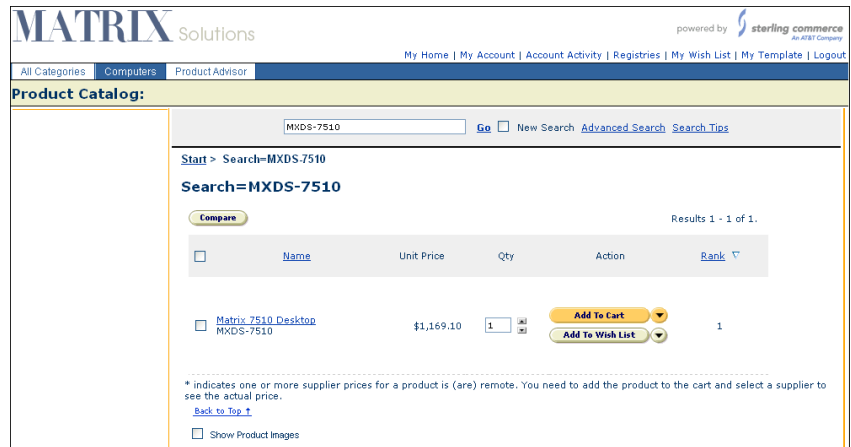 MATRIX Solutions
powered by sterling commerce
An AT&T Company
My Home | My Account | Account Activity | Registries | My Wish List | My Template | Logout
All Categories Computers Product Advisor
Product Catalog:
MXDS-7510 Go New Search Advanced Search Search Tips
Start > Search=MXDS-7510
Search=MXDS-7510
Compare Results 1 - 1 of 1.
Name Unit Price Qty Action Rank
Matrix 7510 Desktop
MXDS-7510 $1,169.10 1 Add To Cart 1
Add To Wish List
* indicates one or more supplier prices for a product is (are) remote. You need to add the product to the cart and select a supplier to
see the actual price.
Back to Top ↑
Show Product Images